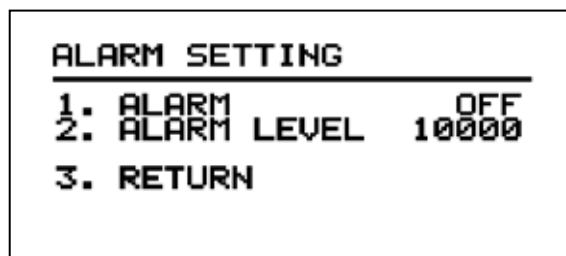 ALARM SETTING
1. ALARM OFF
2. ALARM LEVEL 10000
3. RETURN